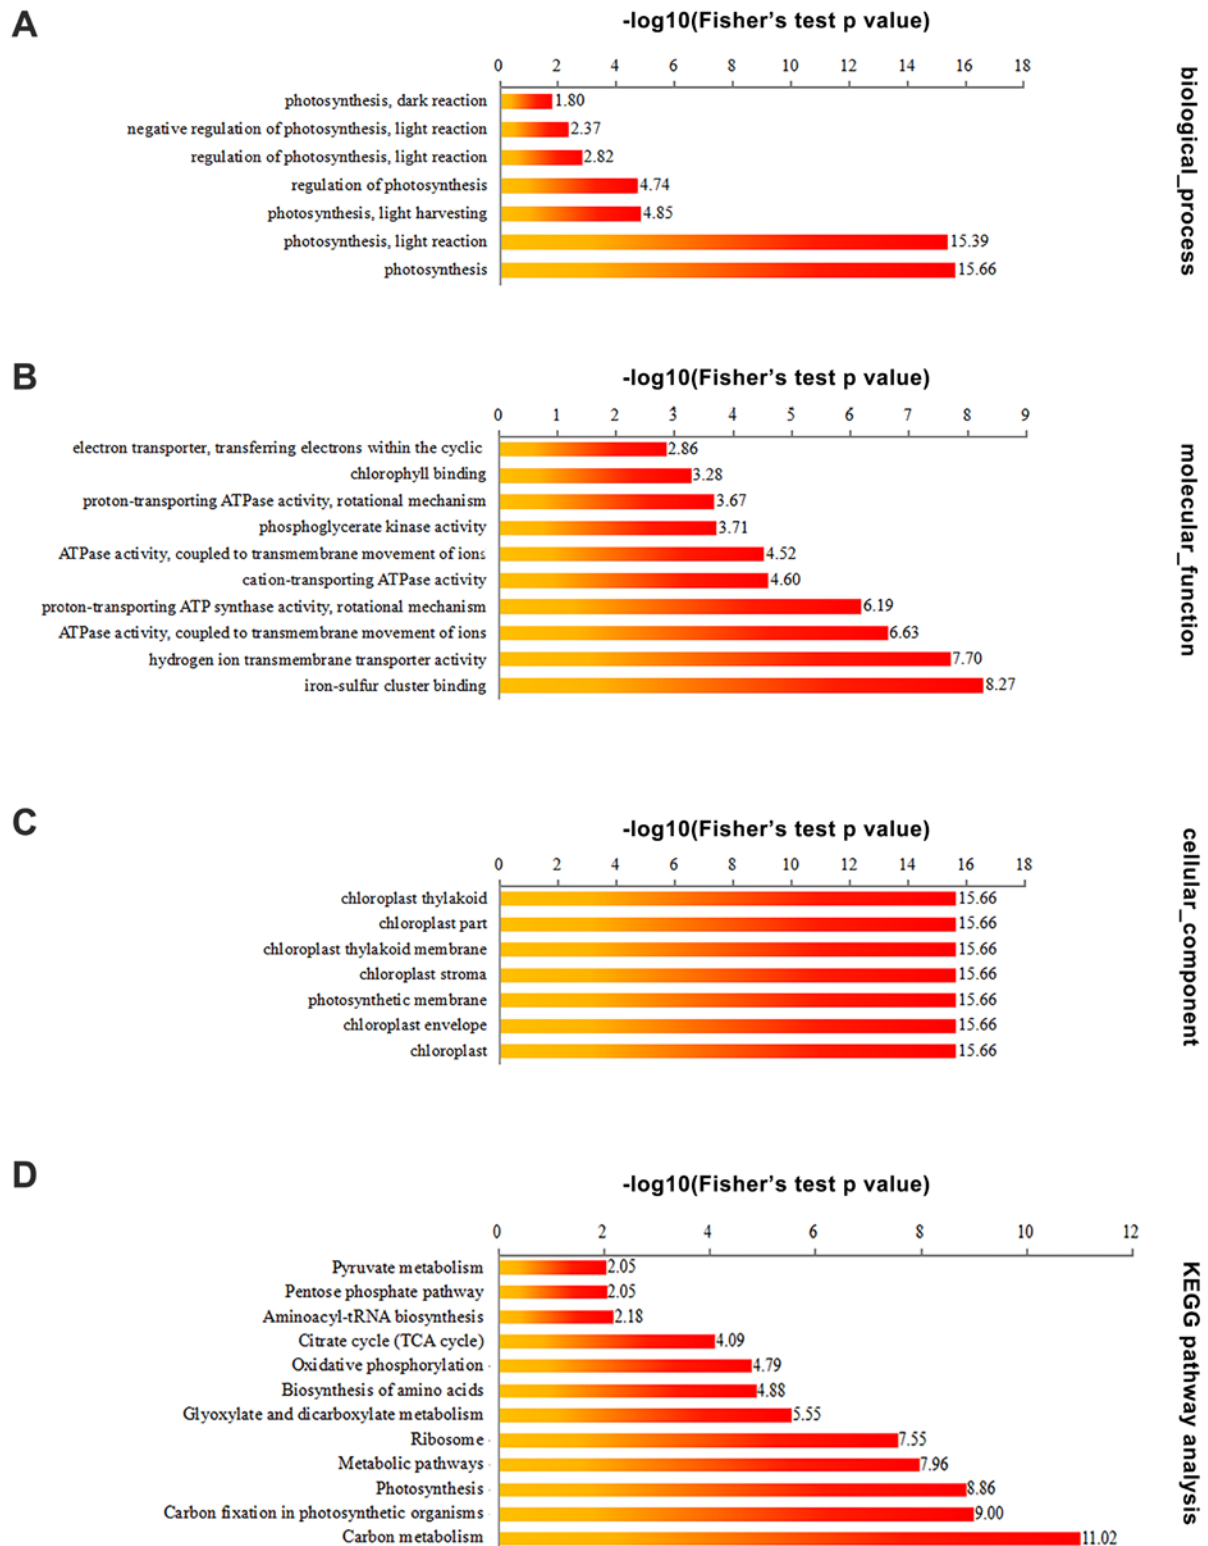 A
-log10(Fisher's test p value)
0 2 4 6 8 10 12 14 16 18
photosynthesis, dark reaction 1.80
negative regulation of photosynthesis, light reaction 2.37
regulation of photosynthesis, light reaction 2.82
regulation of photosynthesis 4.74
photosynthesis, light harvesting 4.85
photosynthesis, light reaction 15.39
photosynthesis 15.66
biological_process
B
-log10(Fisher's test p value)
0 1 2 3 4 5 6 7 8 9
electron transporter, transferring electrons within the cyclic 2.86
chlorophyll binding 3.28
proton-transporting ATPase activity, rotational mechanism 3.67
phosphoglycerate kinase activity 3.71
ATPase activity, coupled to transmembrane movement of ions 4.52
cation-transporting ATPase activity 4.60
proton-transporting ATP synthase activity, rotational mechanism 6.19
ATPase activity, coupled to transmembrane movement of ions 6.63
hydrogen ion transmembrane transporter activity 7.70
iron-sulfur cluster binding 8.27
molecular_function
C
-log10(Fisher's test p value)
0 2 4 6 8 10 12 14 16 18
chloroplast thylakoid 15.66
chloroplast part 15.66
chloroplast thylakoid membrane 15.66
chloroplast stroma 15.66
photosynthetic membrane 15.66
chloroplast envelope 15.66
chloroplast 15.66
cellular_component
D
-log10(Fisher's test p value)
0 2 4 6 8 10 12
Pyruvate metabolism 2.05
Pentose phosphate pathway 2.05
Aminoacyl-tRNA biosynthesis 2.18
Citrate cycle (TCA cycle) 4.09
Oxidative phosphorylation 4.79
Biosynthesis of amino acids 4.88
Glyoxylate and dicarboxylate metabolism 5.55
Ribosome 7.55
Metabolic pathways 7.96
Photosynthesis 8.86
Carbon fixation in photosynthetic organisms 9.00
Carbon metabolism 11.02
KEGG pathway analysis